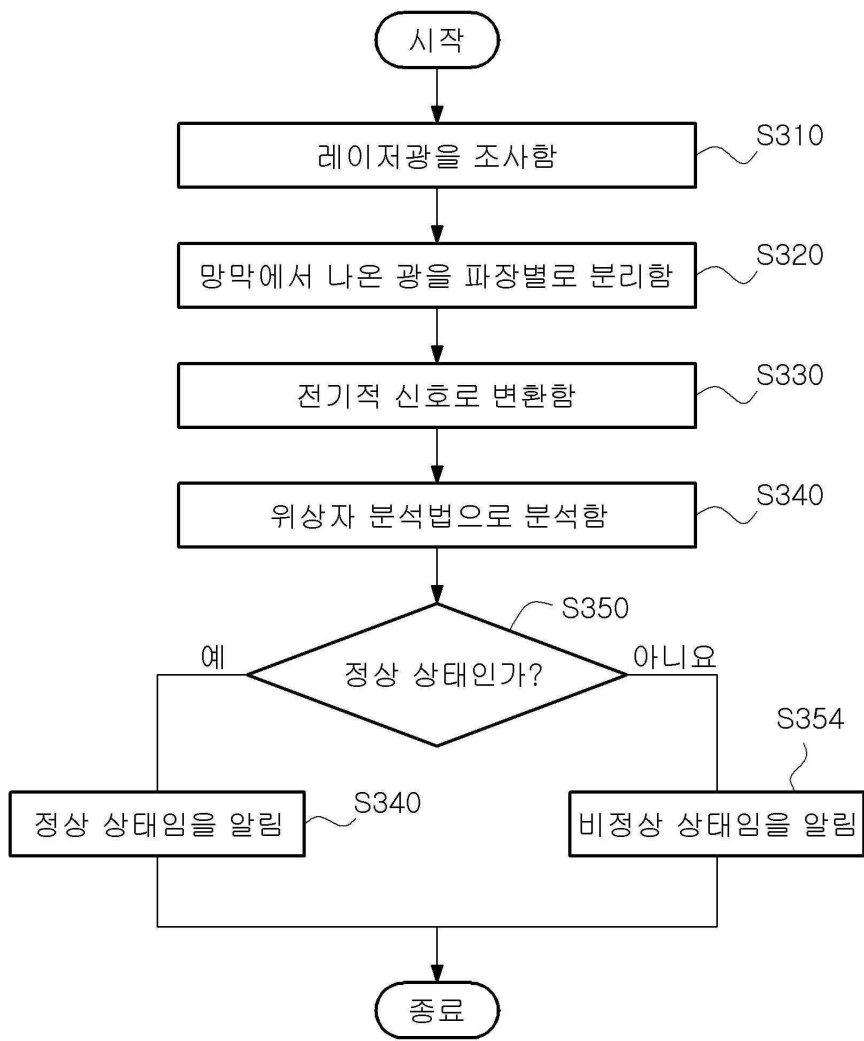 시작
레이저광을 조사함
S310
망막에서 나온 광을 파장별로 분리함
S320
전기적 신호로 변환함
S330
위상자 분석법으로 분석함
S340
S350
예
정상 상태인가?
아니요
S354
정상 상태임을 알림
S340
비정상 상태임을 알림
종료